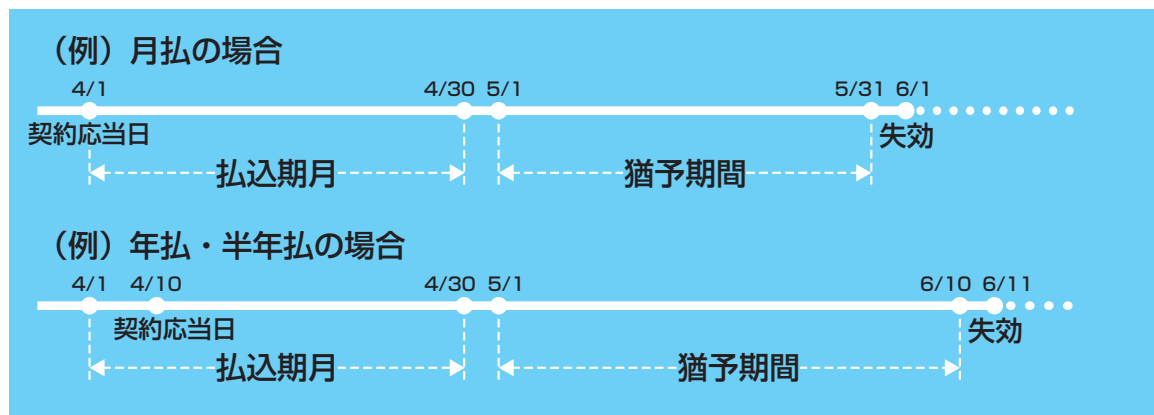 （例）月払の場合
4/1 4/30 5/1 5/31 6/1
契約応当日 失効
払込期月 猶予期間
（例）年払・半年払の場合
4/1 4/10 4/30 5/1 6/10 6/11
契約応当日 失効
払込期月 猶予期間